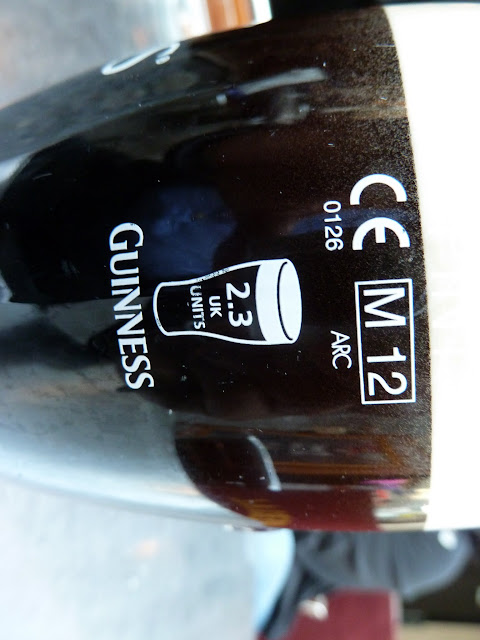 CE M 12
0126 ARC
2.3
UK
UNITS
GUINNESS